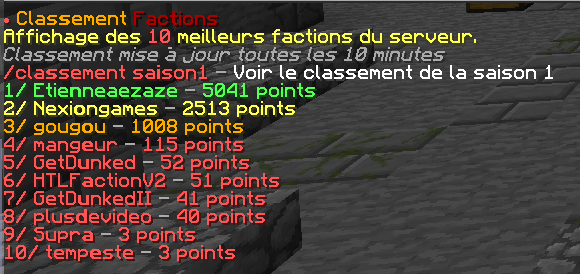 • Classement Factions
Affichage des 10 meilleurs factions du serveur.
Classement mise à jour toutes les 10 minutes
/classement saison1 - Voir le classement de la saison 1
1/ Etienneaezaze - 5041 points
2/ Nexiongames - 2513 points
3/ gougou - 1008 points
4/ mangeur - 115 points
5/ GetDunked - 52 points
6/ HTLFactionV2 - 51 points
7/ GetDunkedII - 41 points
8/ plusdevideo - 40 points
9/ Supra - 3 points
10/ tempeste - 3 points